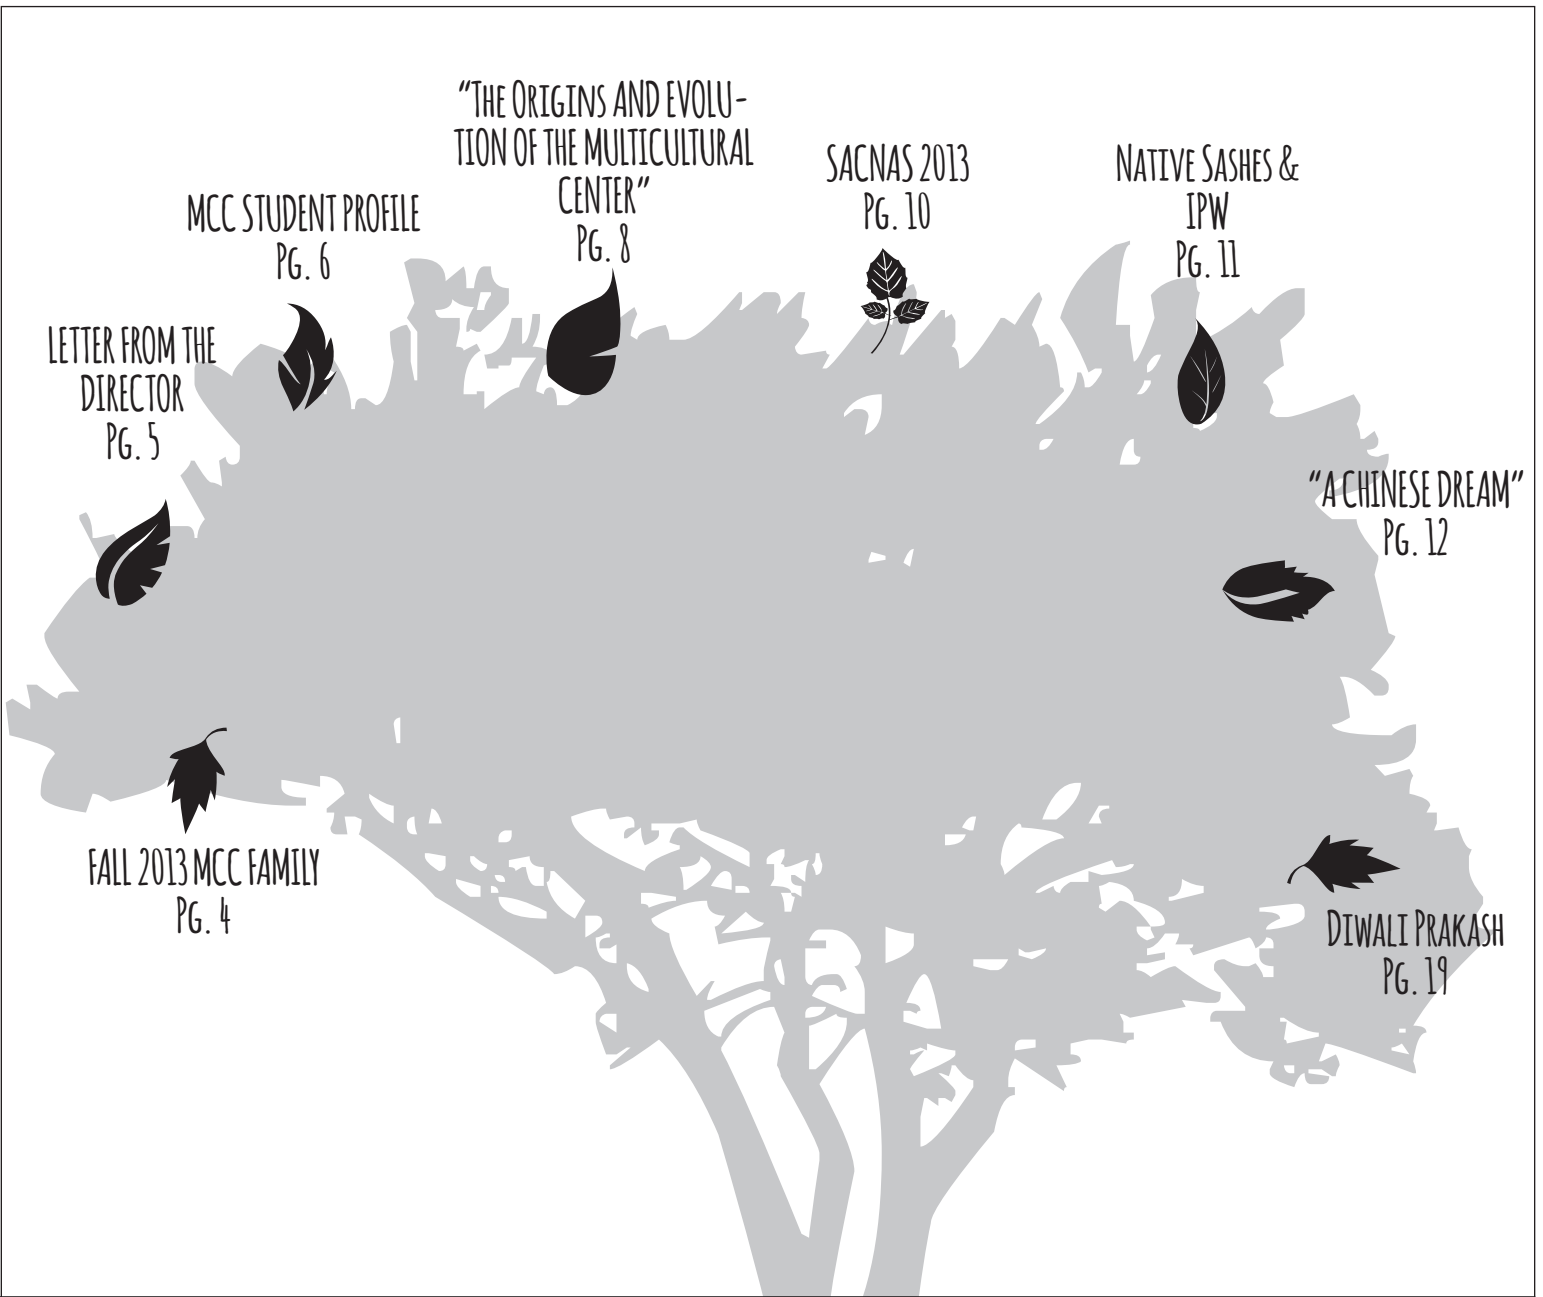 “The Origins AND EVOLU-
TION OF THE MULTICULTURAL
CENTER”
Pg. 8
SACNAS 2013
Pg. 10
Native Sashes &
IPW
Pg. 11
MCC STUDENT PROFILE
Pg. 6
LETTER FROM THE
DIRECTOR
Pg. 5
“A CHINESE DREAM”
Pg. 12
FALL 2013 MCC FAMILY
Pg. 4
Diwali Prakash
Pg. 19